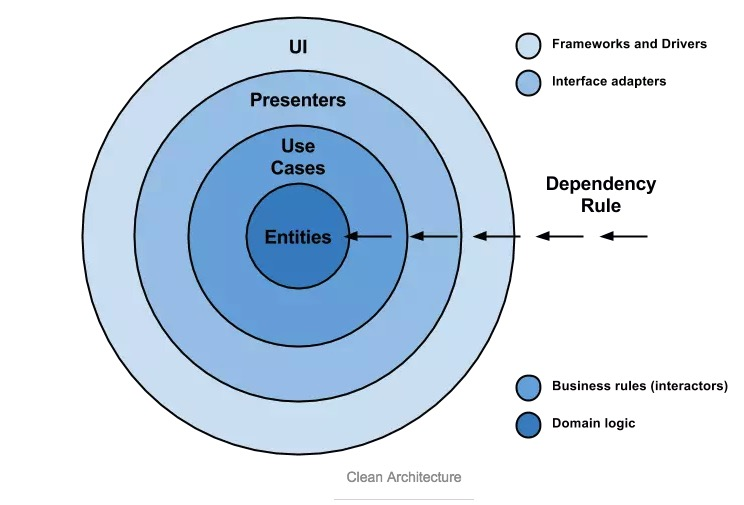 UI
Presenters
Use
Cases
Entities
Frameworks and Drivers
Interface adapters
Dependency
Rule
Business rules (interactors)
Domain logic
Clean Architecture